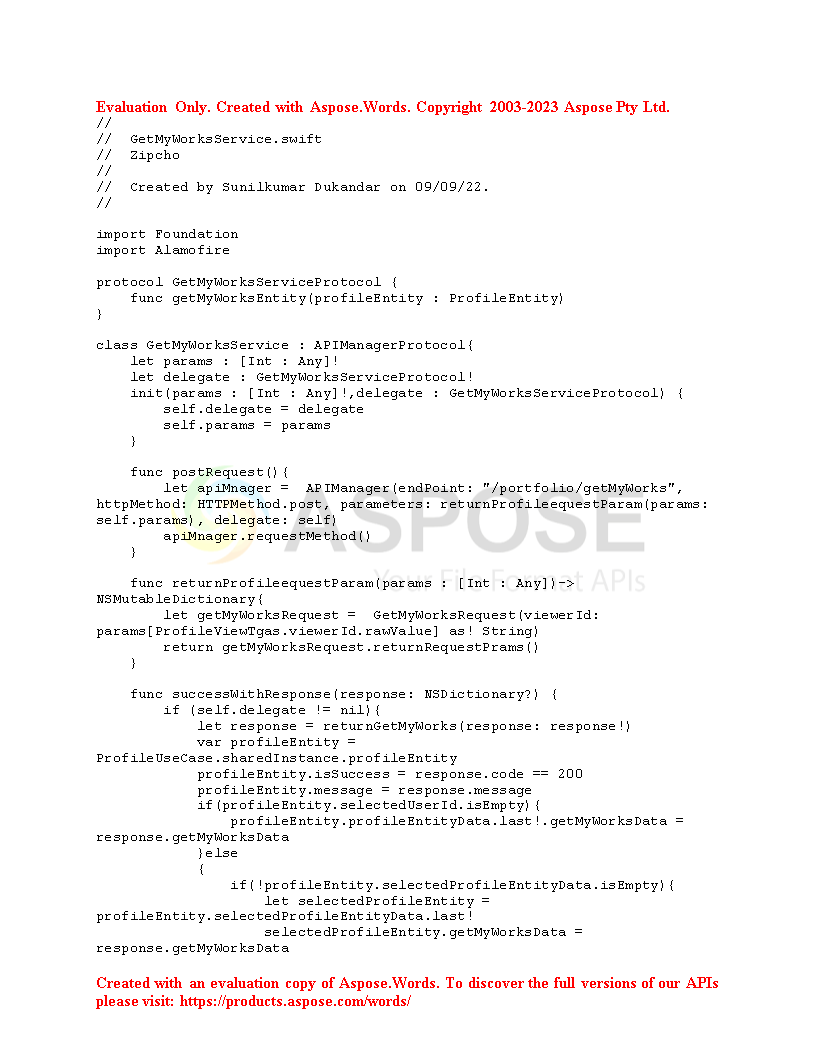 Evaluation Only. Created with Aspose.Words. Copyright 2003-2023 Aspose Pty Ltd.
//
//  GetMyWorksService.swift
//  Zipcho
//
//  Created by Sunilkumar Dukandar on 09/09/22.
//
import Foundation
import Alamofire
protocol GetMyWorksServiceProtocol {
    func getMyWorksEntity(profileEntity : ProfileEntity)
}
class GetMyWorksService : APIManagerProtocol{
    let params : [Int : Any]!
    let delegate : GetMyWorksServiceProtocol!
    init(params : [Int : Any]!,delegate : GetMyWorksServiceProtocol) {
        self.delegate = delegate
        self.params = params
    }
    func postRequest(){
        let apiMnager =  APIManager(endPoint: "/portfolio/getMyWorks",
httpMethod: HTTPMethod.post, parameters: returnProfileequestParam(params:
self.params), delegate: self)
        apiMnager.requestMethod()
    }
    func returnProfileequestParam(params : [Int : Any])->
NSMutableDictionary{
        let getMyWorksRequest =  GetMyWorksRequest(viewerId:
params[ProfileViewTgas.viewerId.rawValue] as! String)
        return getMyWorksRequest.returnRequestPrams()
    }
    func successWithResponse(response: NSDictionary?) {
        if (self.delegate != nil){
            let response = returnGetMyWorks(response: response!)
            var profileEntity =
ProfileUseCase.sharedInstance.profileEntity
            profileEntity.isSuccess = response.code == 200
            profileEntity.message = response.message
            if(profileEntity.selectedUserId.isEmpty){
                profileEntity.profileEntityData.last!.getMyWorksData =
response.getMyWorksData
            }else
            {
                if(!profileEntity.selectedProfileEntityData.isEmpty){
                    let selectedProfileEntity =
profileEntity.selectedProfileEntityData.last!
                    selectedProfileEntity.getMyWorksData =
response.getMyWorksData
ASPOSE
Your File Format APIs
Created with an evaluation copy of Aspose.Words. To discover the full versions of our APIs
please visit: https://products.aspose.com/words/